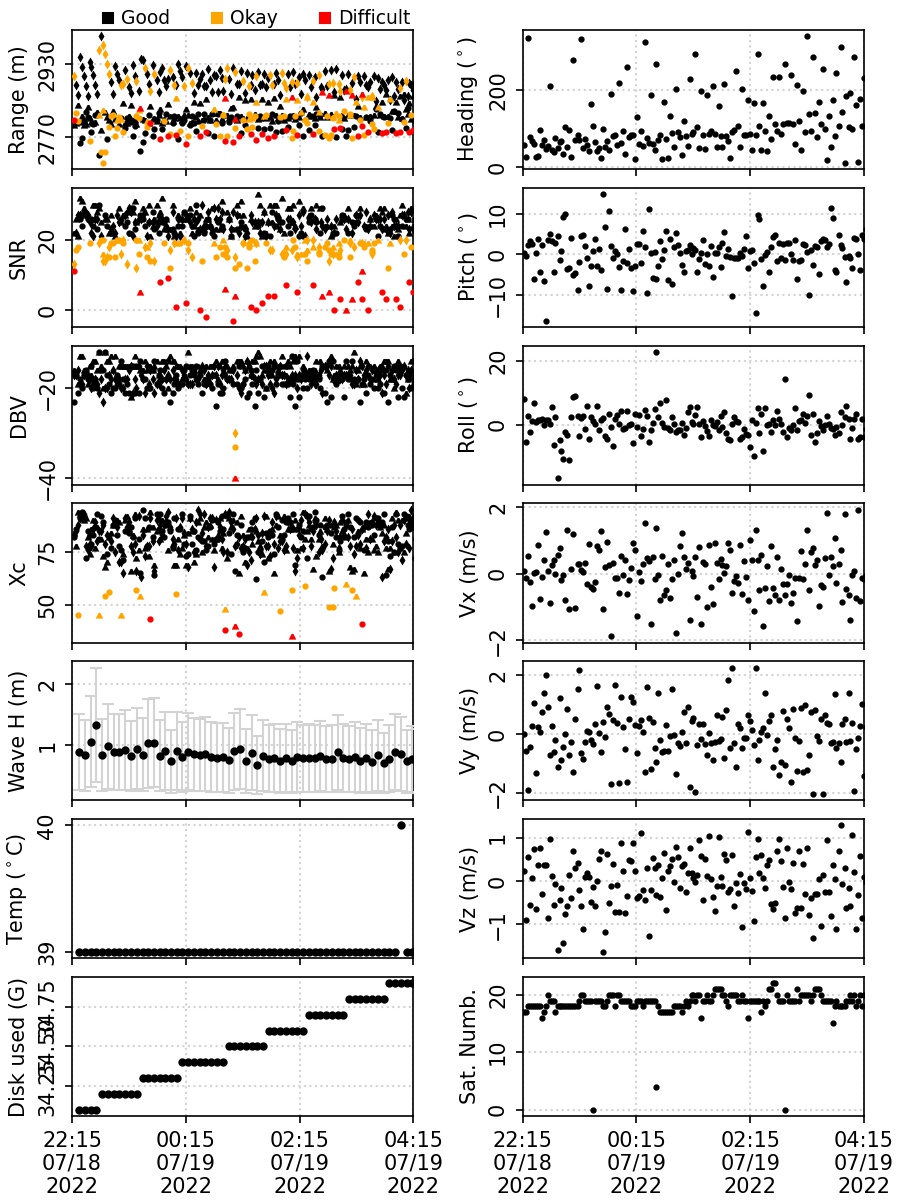 Good Okay Difficult
Range (m)
2930
2770
Heading (°)
200
0
SNR
20
0
Pitch (°)
10
0
−10
DBV
−20
−40
Roll (°)
20
0
Xc
75
50
Vx (m/s)
2
0
−2
Wave H (m)
2
1
Vy (m/s)
2
0
−2
Temp (°C)
40
39
Vz (m/s)
1
0
−1
Disk used (G)
34.25
Sat. Numb.
20
10
0
22:15 00:15 02:15 04:15
07/18 07/19 07/19 07/19
2022 2022 2022 2022
22:15 00:15 02:15 04:15
07/18 07/19 07/19 07/19
2022 2022 2022 2022